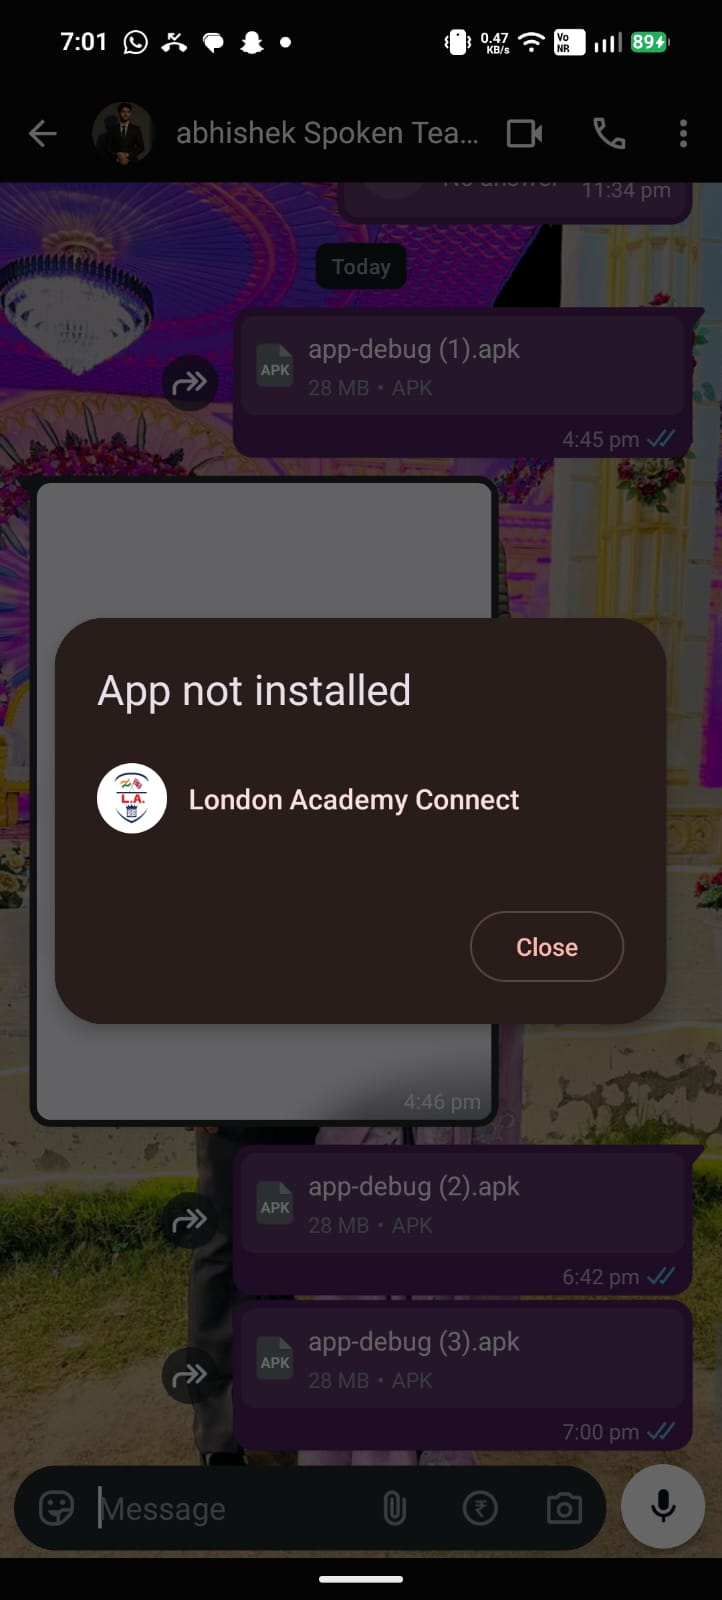 7:01
0.47
KB/s
Vo
NR
89
abhishek Spoken Tea...
No answer
11:34 pm
Today
APK
app-debug (1).apk
28 MB • APK
4:45 pm
App not installed
L.A.
London Academy Connect
Close
4:46 pm
APK
app-debug (2).apk
28 MB • APK
6:42 pm
APK
app-debug (3).apk
28 MB • APK
7:00 pm
Message